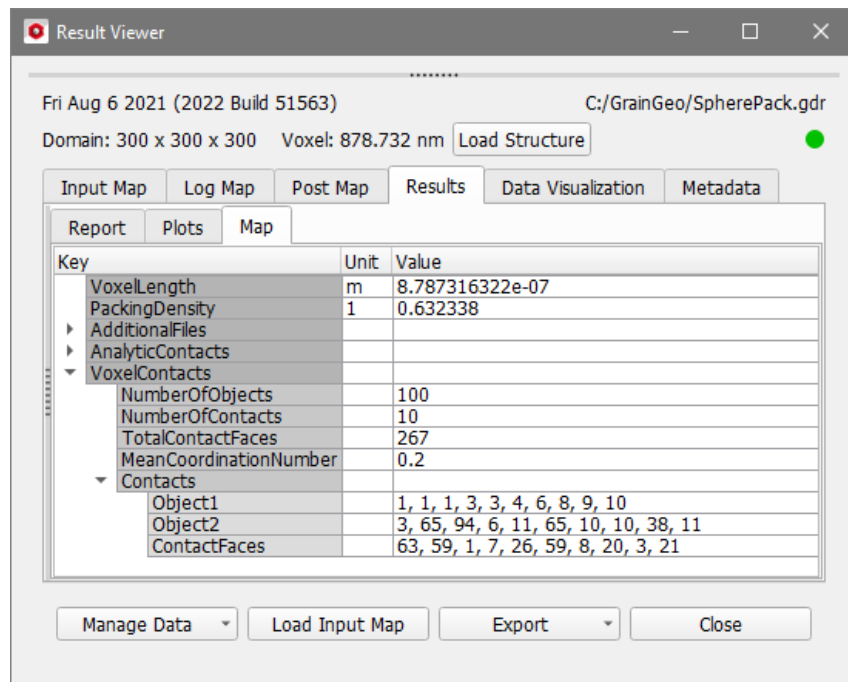 Result Viewer
Fri Aug 6 2021 (2022 Build 51563) C:/GrainGeo/SpherePack.gdr
Domain: 300 x 300 x 300 Voxel: 878.732 nm Load Structure
Input Map Log Map Post Map Results Data Visualization Metadata
Report Plots Map
Key Unit Value
VoxelLength m 8.787316322e-07
PackingDensity 1 0.632338
AdditionalFiles
AnalyticContacts
VoxelContacts
NumberOfObjects 100
NumberOfContacts 10
TotalContactFaces 267
MeanCoordinationNumber 0.2
Contacts
Object1 1, 1, 1, 3, 3, 4, 6, 8, 9, 10
Object2 3, 65, 94, 6, 11, 65, 10, 10, 38, 11
ContactFaces 63, 59, 1, 7, 26, 59, 8, 20, 3, 21
Manage Data Load Input Map Export Close